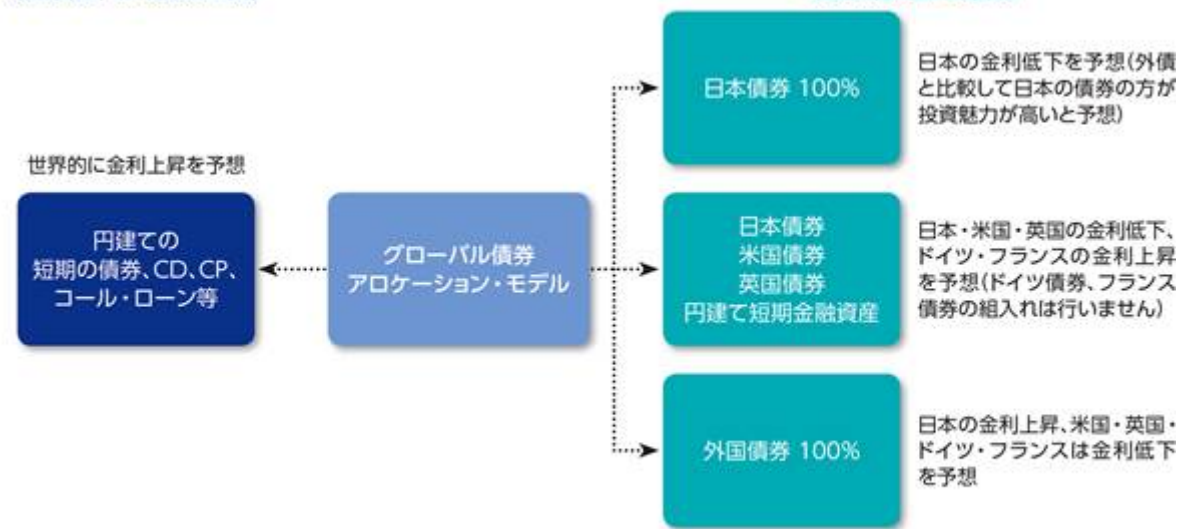 世界的に金利上昇を予想
円建ての
短期の債券、CD、CP、
コール・ローン等
グローバル債券
アロケーション・モデル
日本債券 100%
日本の金利低下を予想(外債
と比較して日本の債券の方が
投資魅力が高いと予想)
日本債券
米国債券
英国債券
円建て短期金融資産
日本・米国・英国の金利低下、
ドイツ・フランスの金利上昇
を予想(ドイツ債券、フランス
債券の組入れは行いません)
外国債券 100%
日本の金利上昇、米国・英国・
ドイツ・フランスは金利低下
を予想